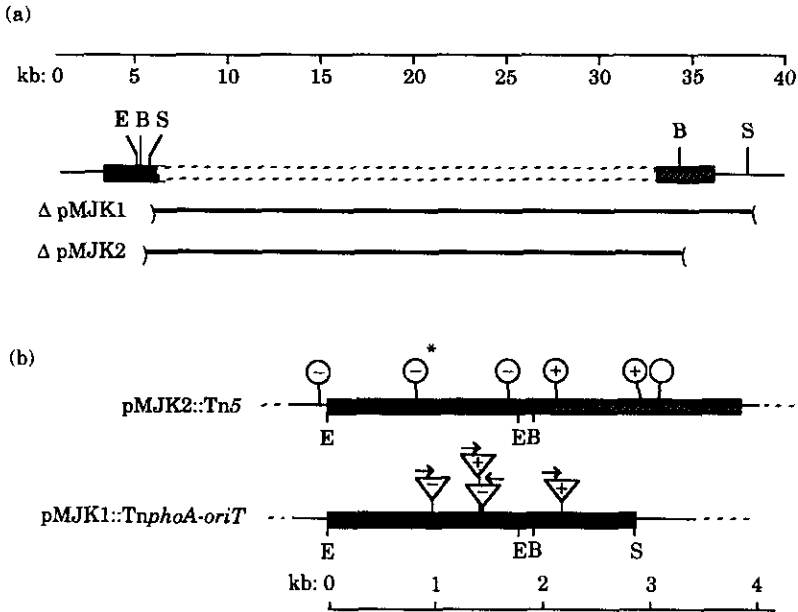 (a)
kb: 0 5 10 15 20 25 30 35 40
E B S B S
Δ pMJK1
Δ pMJK2
(b)
~ − * ~ + +
pMJK2::Tn5
E EB
+
− − +
pMJK1::TnphoA-oriT
E EB S
kb: 0 1 2 3 4